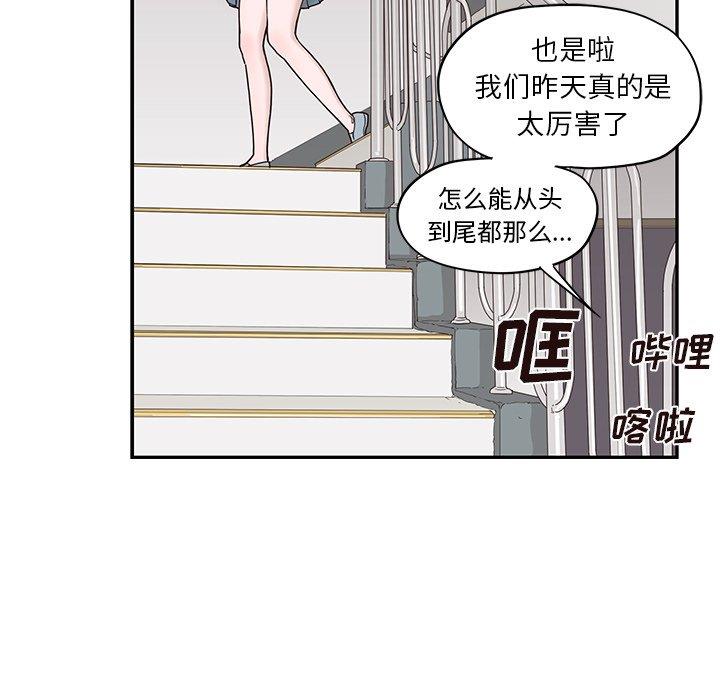 也是啦
我们昨天真的是
太厉害了
怎么能从头
到尾都那么...
哐
哔哩
喀啦